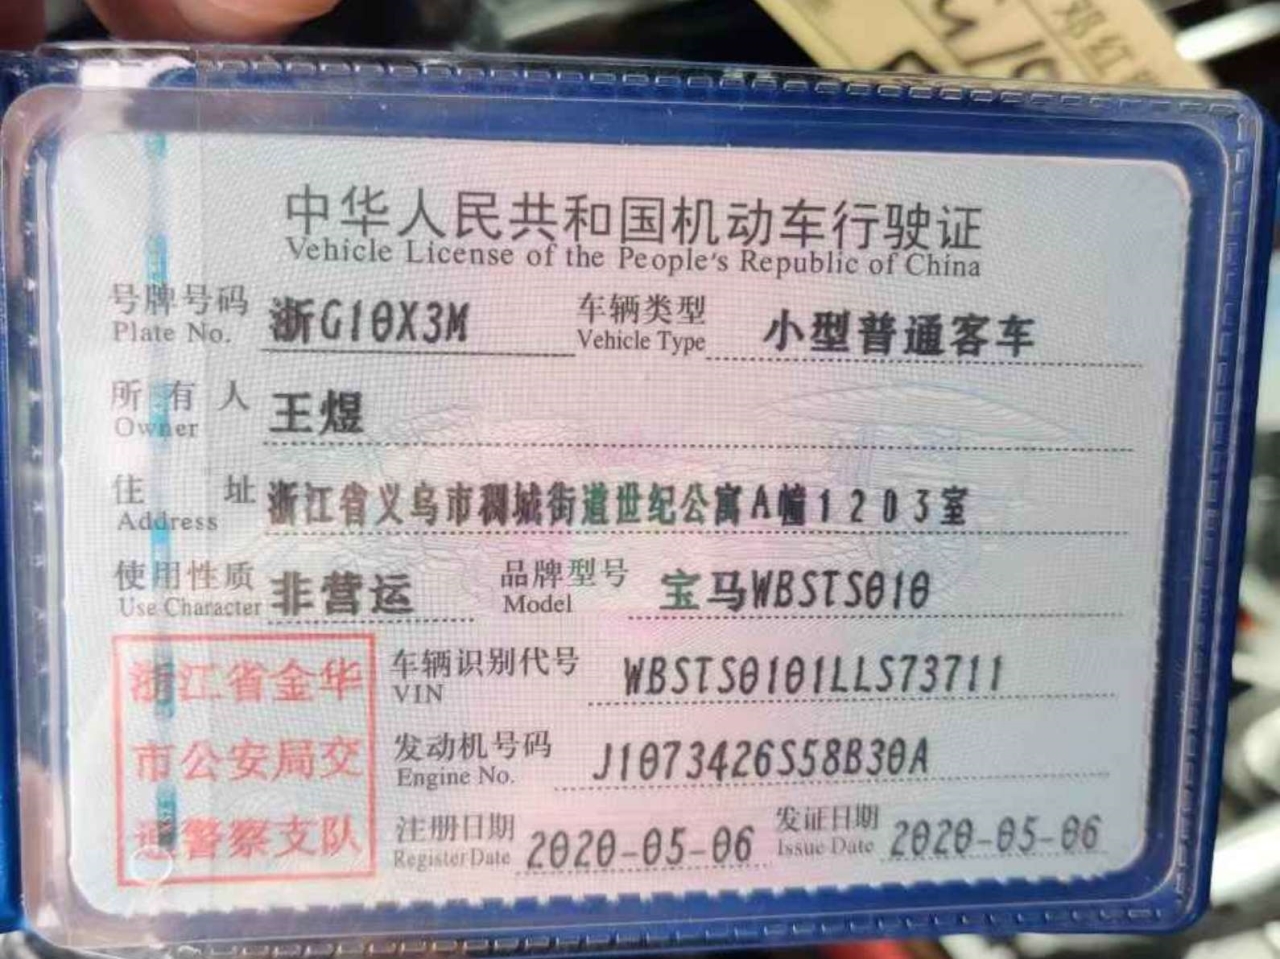 邓红
中华人民共和国机动车行驶证
Vehicle License of the People's Republic of China
号牌号码 浙G10X3M 车辆类型 小型普通客车
Plate No. Vehicle Type
所有人 王煜
Owner
住址 浙江省义乌市稠城街道世纪公寓A幢1203室
Address
使用性质 非营运 品牌型号 宝马WBSTS010
Use Character Model
浙江省金华
市公安局交
通警察支队
车辆识别代号 WBSTS0101LLS73711
VIN
发动机号码 J1073426S58B30A
Engine No.
注册日期 2020-05-06 发证日期 2020-05-06
Register Date Issue Date